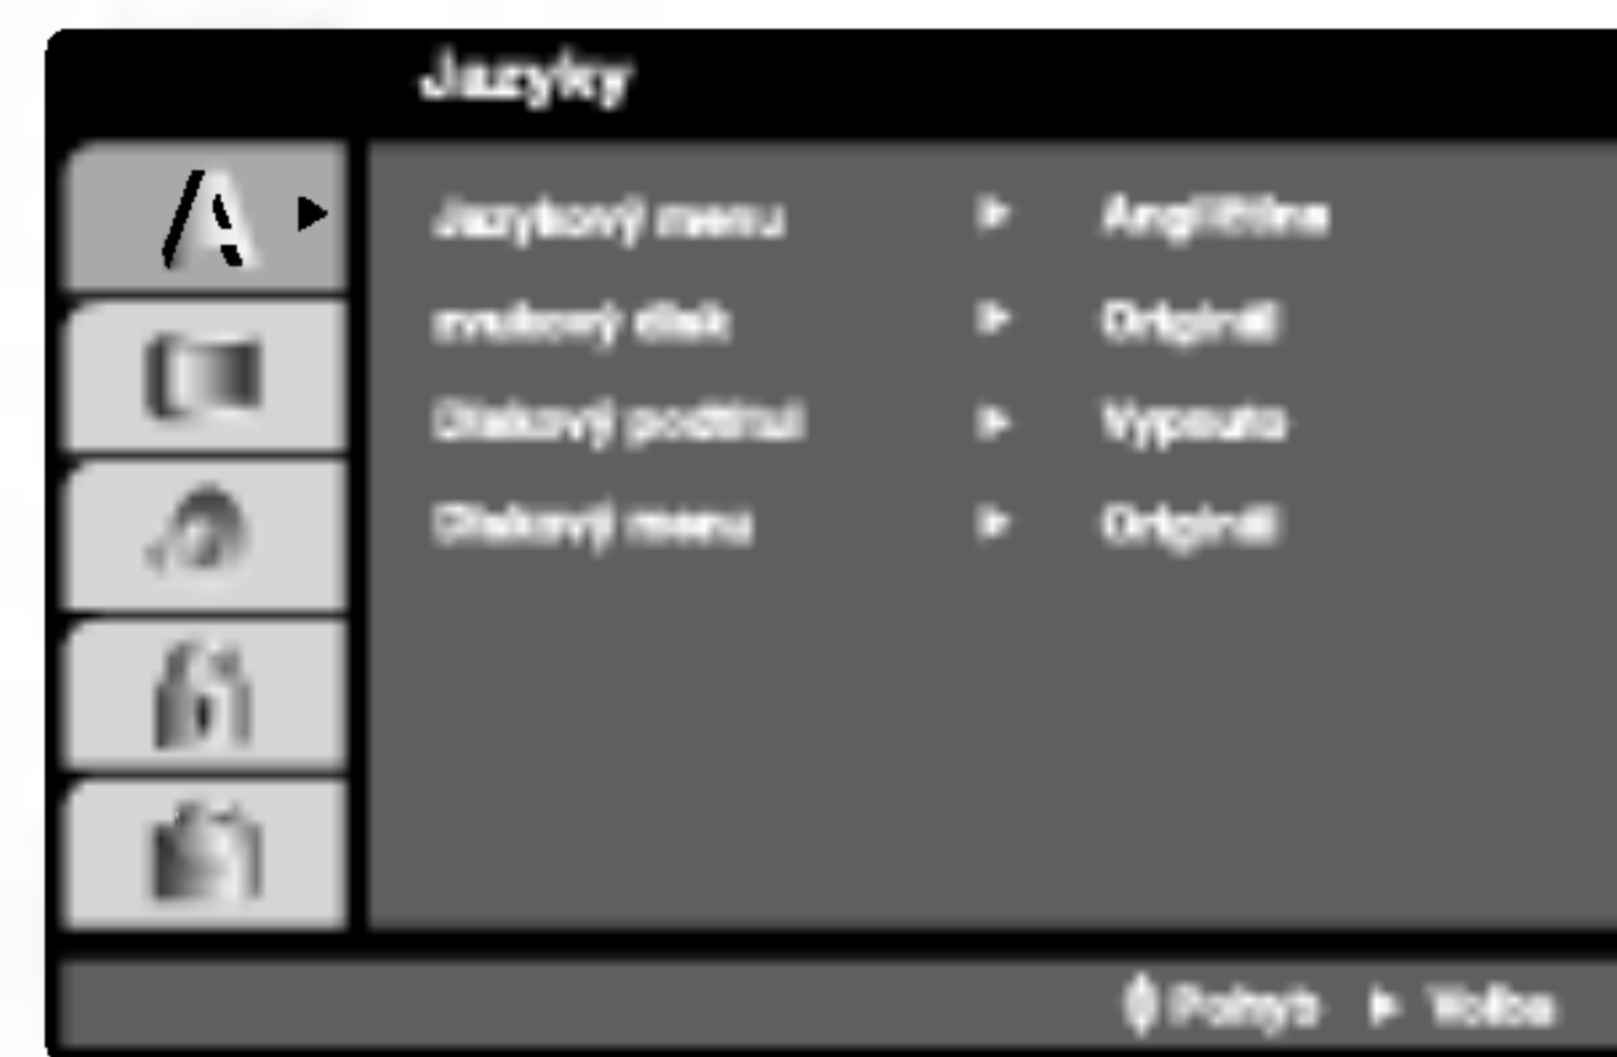 Jazyky
Jazykový menu
Angličtina
zvukový disk
Originál
Diskový podtitul
Vypnuto
Diskový menu
Originál
Pohyb
Volba